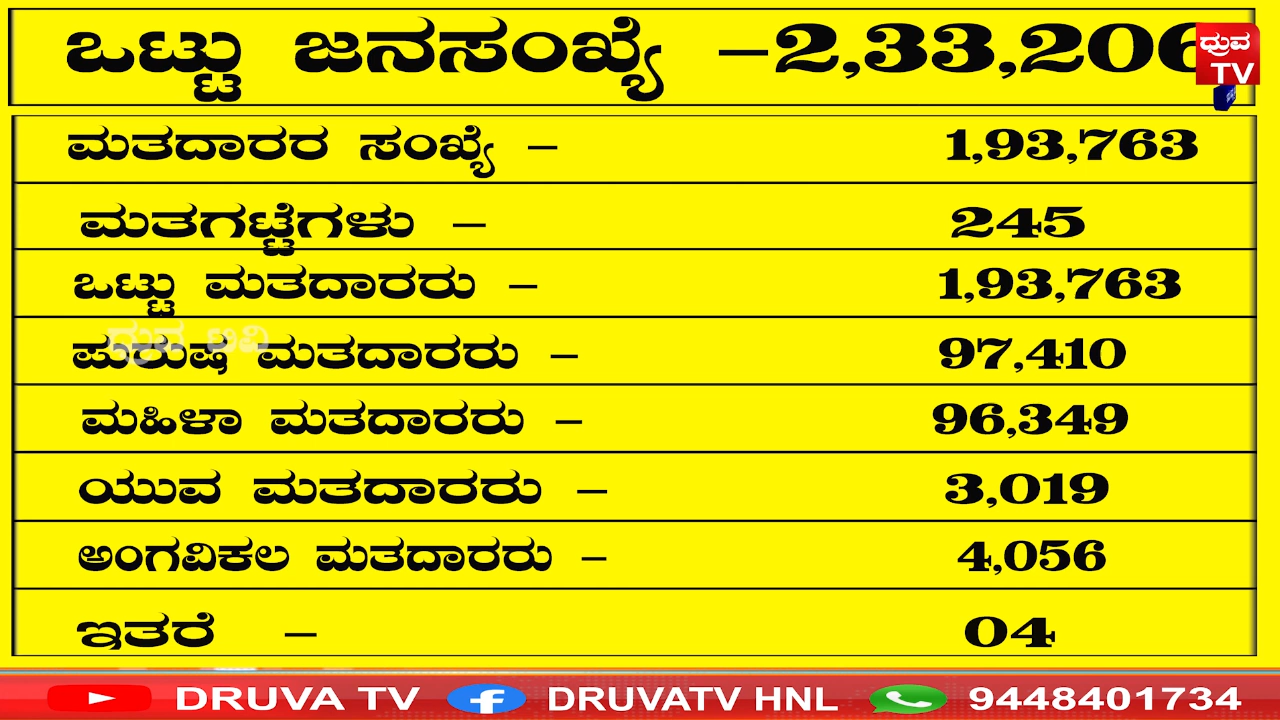 ಒಟ್ಟು ಜನಸಂಖ್ಯೆ -2,33,206
ಧ್ರುವ
TV
ಮತದಾರರ ಸಂಖ್ಯೆ - 1,93,763
ಮತಗಟ್ಟೆಗಳು - 245
ಒಟ್ಟು ಮತದಾರರು - 1,93,763
ಪುರುಷ ಮತದಾರರು - 97,410
ಮಹಿಳಾ ಮತದಾರರು - 96,349
ಯುವ ಮತದಾರರು - 3,019
ಅಂಗವಿಕಲ ಮತದಾರರು - 4,056
ಇತರೆ - 04
DRUVA TV DRUVATV HNL 9448401734